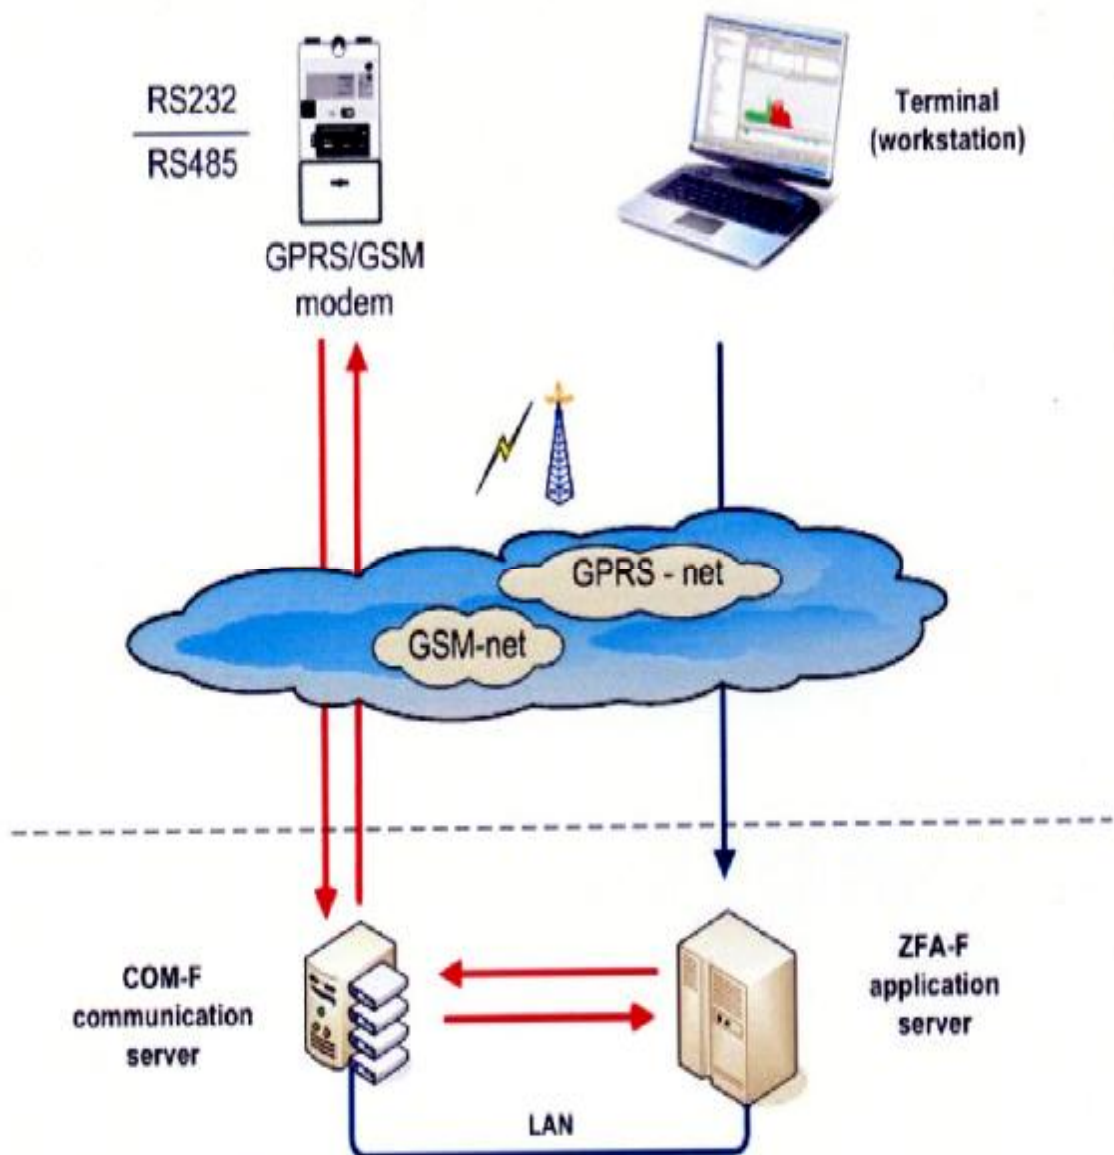 RS232
RS485
GPRS/GSM
modem
Terminal
(workstation)
GPRS - net
GSM-net
COM-F
communication
server
ZFA-F
application
server
LAN